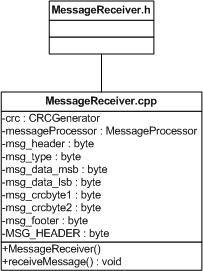 MessageReceiver.h
MessageReceiver.cpp
-crc : CRCGenerator
-messageProcessor : MessageProcessor
-msg_header : byte
-msg_type : byte
-msg_data_msb : byte
-msg_data_lsb : byte
-msg_crcbyte1 : byte
-msg_crcbyte2 : byte
-msg_footer : byte
-MSG_HEADER : byte
+MessageReceiver()
+receiveMessage() : void